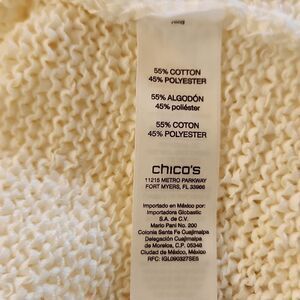 55% COTTON
45% POLYESTER
55% ALGODÓN
45% poliéster
55% COTON
45% POLYESTER
chico's
11215 METRO PARKWAY
FORT MYERS, FL 33966
Importado en México por:
Importadora Globastic
S.A. de C.V.
Mario Pani No. 200
Colonia Santa Fe Cuajimalpa
Delegación Cuajimalpa
de Morelos, C.P. 05348
Ciudad de México
México
RFC: IGL090327SE5